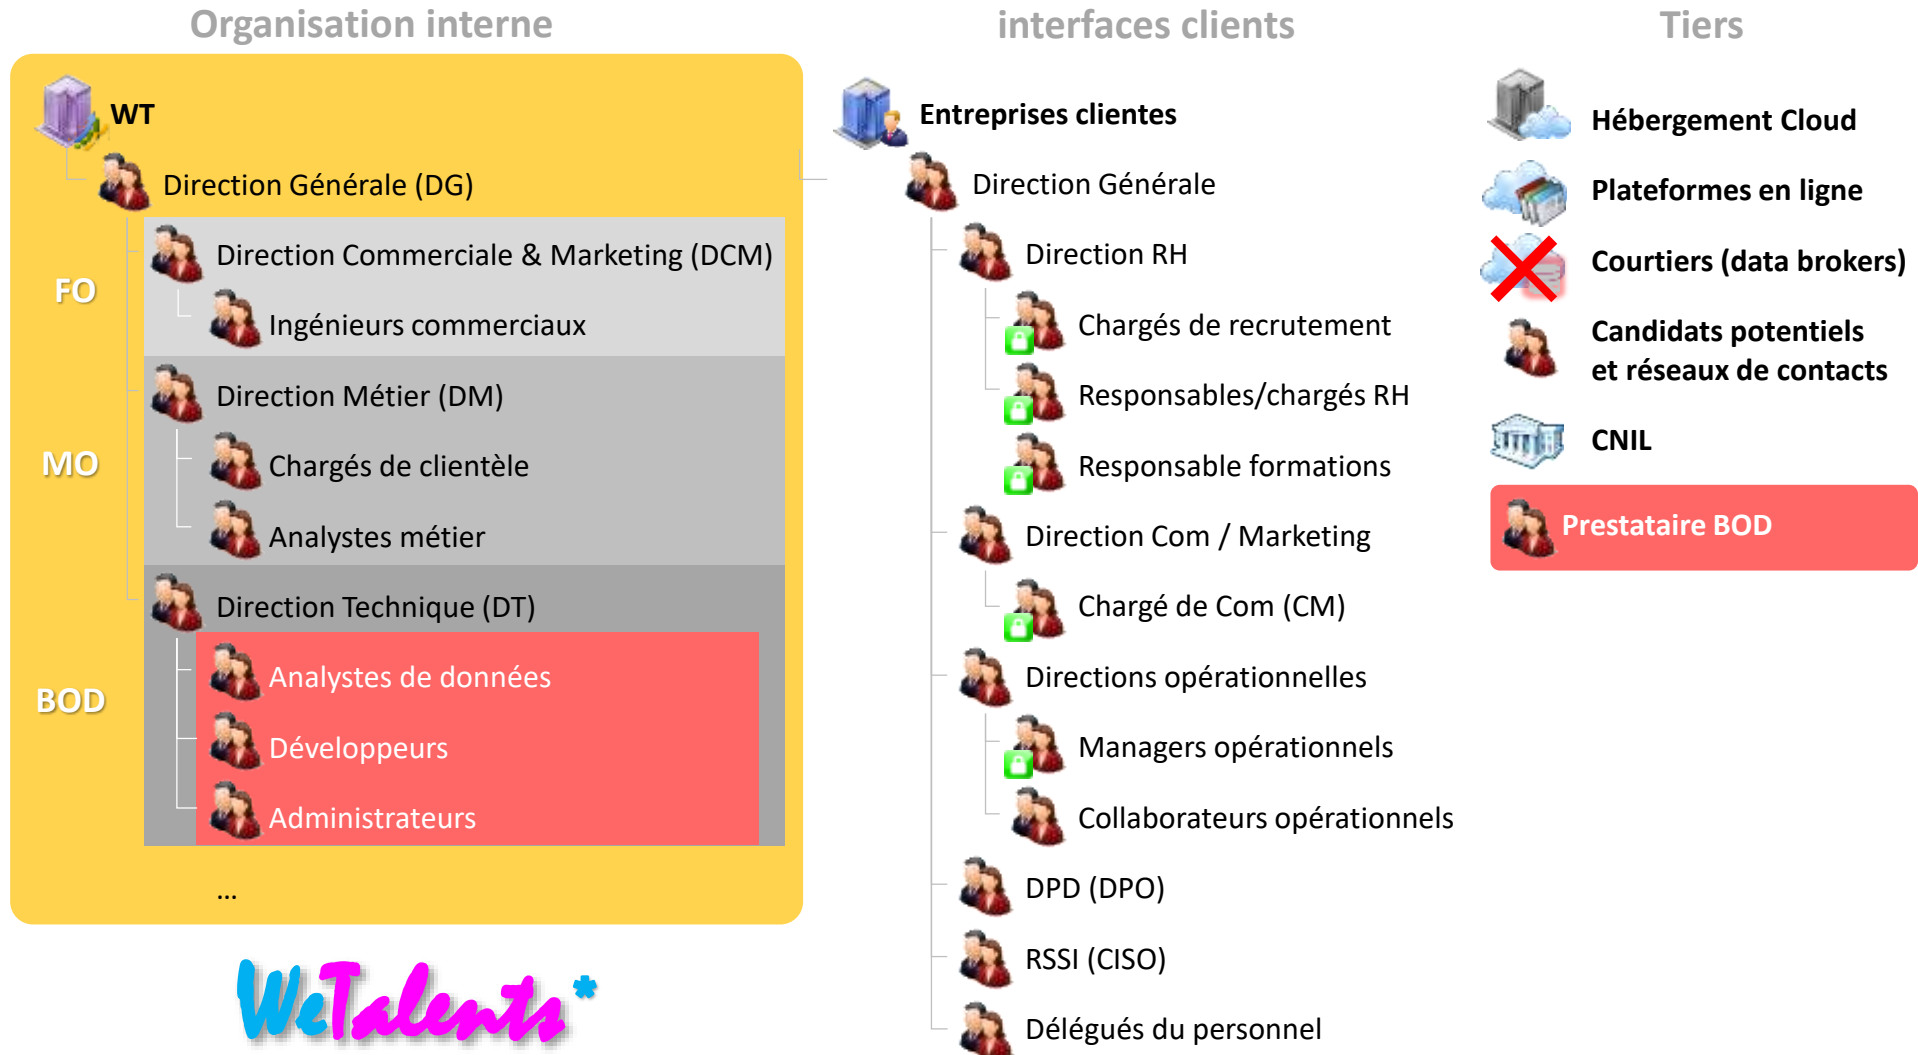 Organisation interne
WT
Direction Générale (DG)
FO
Direction Commerciale & Marketing (DCM)
Ingénieurs commerciaux
MO
Direction Métier (DM)
Chargés de clientèle
Analystes métier
BOD
Direction Technique (DT)
Analystes de données
Développeurs
Administrateurs
...
WeTalents*
interfaces clients
Entreprises clientes
Direction Générale
Direction RH
Chargés de recrutement
Responsables/chargés RH
Responsable formations
Direction Com / Marketing
Chargé de Com (CM)
Directions opérationnelles
Managers opérationnels
Collaborateurs opérationnels
DPD (DPO)
RSSI (CISO)
Délégués du personnel
Tiers
Hébergement Cloud
Plateformes en ligne
Courtiers (data brokers)
Candidats potentiels
et réseaux de contacts
CNIL
Prestataire BOD